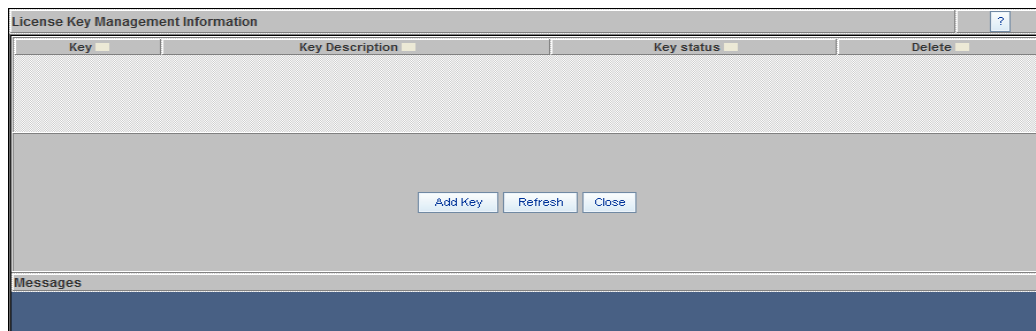 License Key Management Information ?
Key Key Description Key status Delete
Add Key Refresh Close
Messages